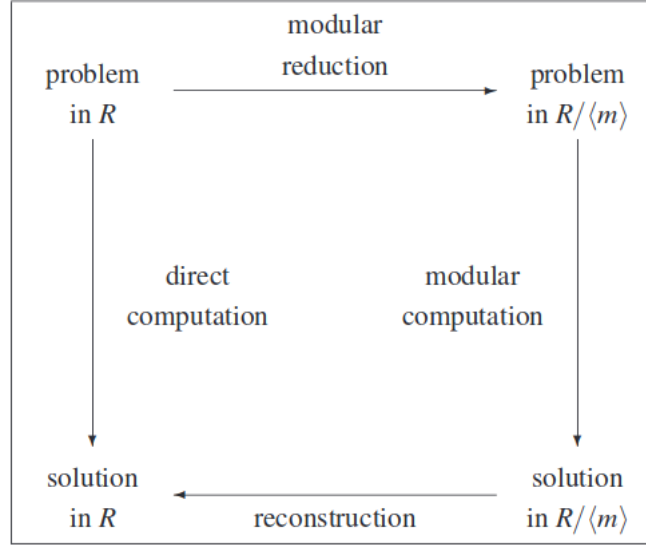 modular
reduction
problem
in R
problem
in R/⟨m⟩
direct
computation
modular
computation
solution
in R
reconstruction
solution
in R/⟨m⟩